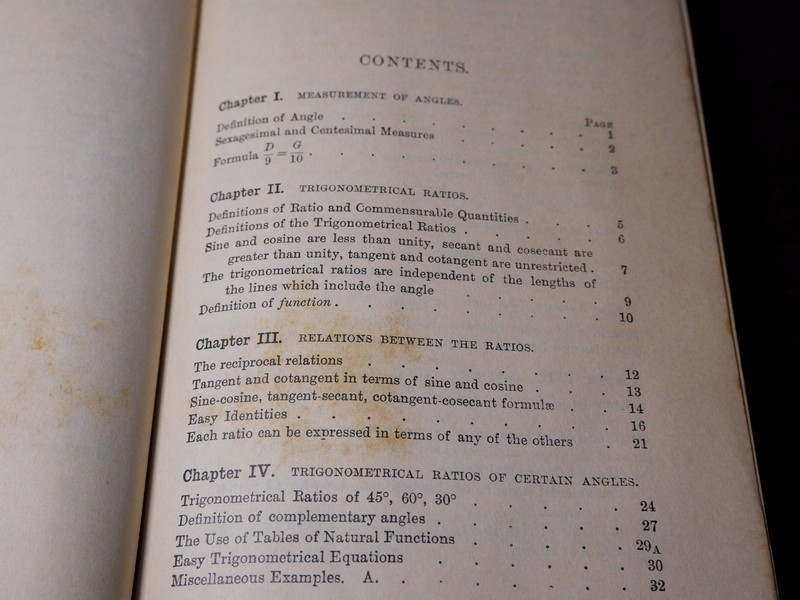 CONTENTS.
Chapter I. MEASUREMENT OF ANGLES.
PAGE
Definition of Angle . . . . . . . . . 1
Sexagesimal and Centesimal Measures . . . . . 2
Formula D/9 = G/10 . . . . . . . . . 3
Chapter II. TRIGONOMETRICAL RATIOS.
Definitions of Ratio and Commensurable Quantities . . . 5
Definitions of the Trigonometrical Ratios . . . . . 6
Sine and cosine are less than unity, secant and cosecant are
greater than unity, tangent and cotangent are unrestricted . 7
The trigonometrical ratios are independent of the lengths of
the lines which include the angle . . . . . 9
Definition of function . . . . . . . . . 10
Chapter III. RELATIONS BETWEEN THE RATIOS.
The reciprocal relations . . . . . . . . 12
Tangent and cotangent in terms of sine and cosine . . . 13
Sine-cosine, tangent-secant, cotangent-cosecant formulæ . . 14
Easy Identities . . . . . . . . . . 16
Each ratio can be expressed in terms of any of the others . 21
Chapter IV. TRIGONOMETRICAL RATIOS OF CERTAIN ANGLES.
Trigonometrical Ratios of 45°, 60°, 30° . . . . . 24
Definition of complementary angles . . . . . . 27
The Use of Tables of Natural Functions . . . . . 29A
Easy Trigonometrical Equations . . . . . . 30
Miscellaneous Examples. A. . . . . . . . 32